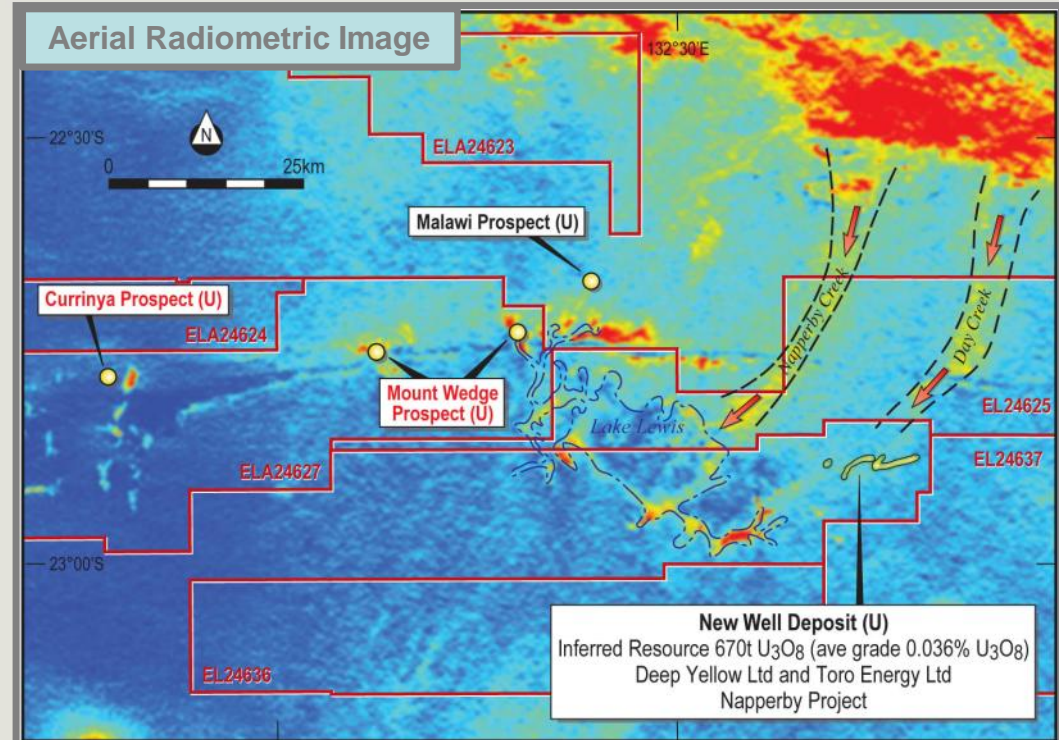 Aerial Radiometric Image
132°30'E
22°30'S
N
0 25km
ELA24623
Malawi Prospect (U)
Currinya Prospect (U)
ELA24624
Napperby Creek
Day Creek
Mount Wedge
Prospect (U)
EL24625
Lake Lewis
ELA24627
EL24637
23°00'S
New Well Deposit (U)
Inferred Resource 670t U3O8 (ave grade 0.036% U3O8)
Deep Yellow Ltd and Toro Energy Ltd
Napperby Project
EL24636